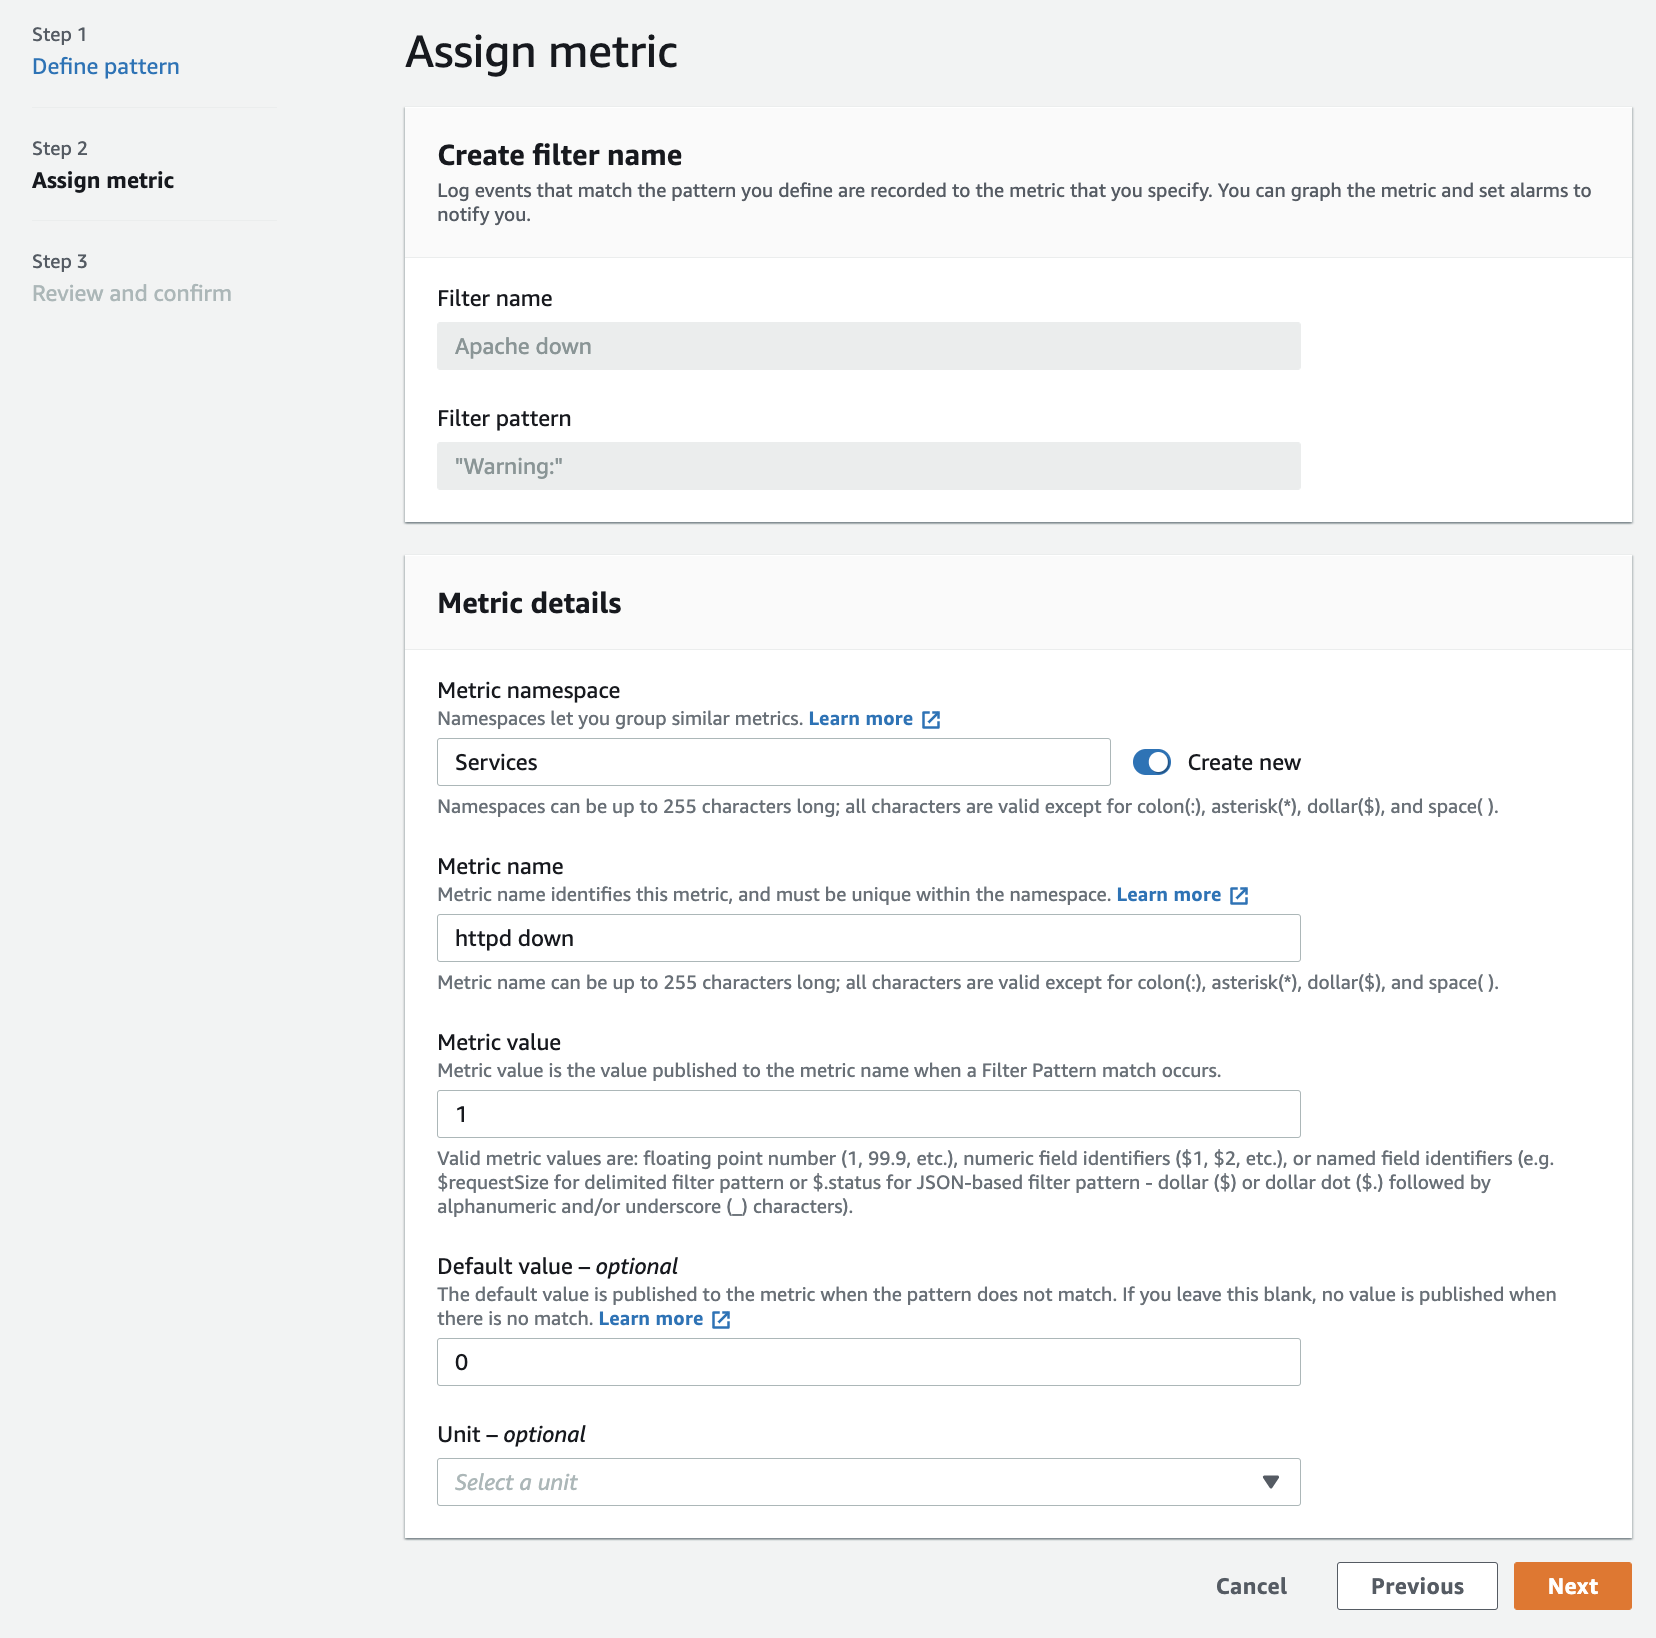 Step 1
Define pattern
Step 2
Assign metric
Step 3
Review and confirm
Assign metric
Create filter name
Log events that match the pattern you define are recorded to the metric that you specify. You can graph the metric and set alarms to
notify you.
Filter name
Apache down
Filter pattern
"Warning:"
Metric details
Metric namespace
Namespaces let you group similar metrics. Learn more
Services
Create new
Namespaces can be up to 255 characters long; all characters are valid except for colon(:), asterisk(*), dollar($), and space( ).
Metric name
Metric name identifies this metric, and must be unique within the namespace. Learn more
httpd down
Metric name can be up to 255 characters long; all characters are valid except for colon(:), asterisk(*), dollar($), and space( ).
Metric value
Metric value is the value published to the metric name when a Filter Pattern match occurs.
1
Valid metric values are: floating point number (1, 99.9, etc.), numeric field identifiers ($1, $2, etc.), or named field identifiers (e.g.
$requestSize for delimited filter pattern or $.status for JSON-based filter pattern - dollar ($) or dollar dot ($.) followed by
alphanumeric and/or underscore (_) characters).
Default value – optional
The default value is published to the metric when the pattern does not match. If you leave this blank, no value is published when
there is no match. Learn more
0
Unit – optional
Select a unit
Cancel
Previous
Next